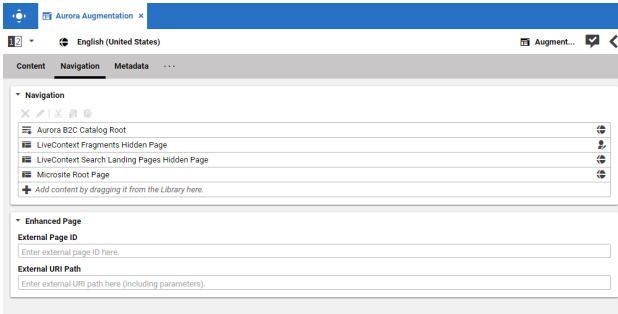 Aurora Augmentation ×
12 English (United States) Augment...
Content Navigation Metadata ...
Navigation
Aurora B2C Catalog Root
LiveContext Fragments Hidden Page
LiveContext Search Landing Pages Hidden Page
Microsite Root Page
Add content by dragging it from the Library here.
Enhanced Page
External Page ID
Enter external page ID here.
External URI Path
Enter external URI path here (including parameters).